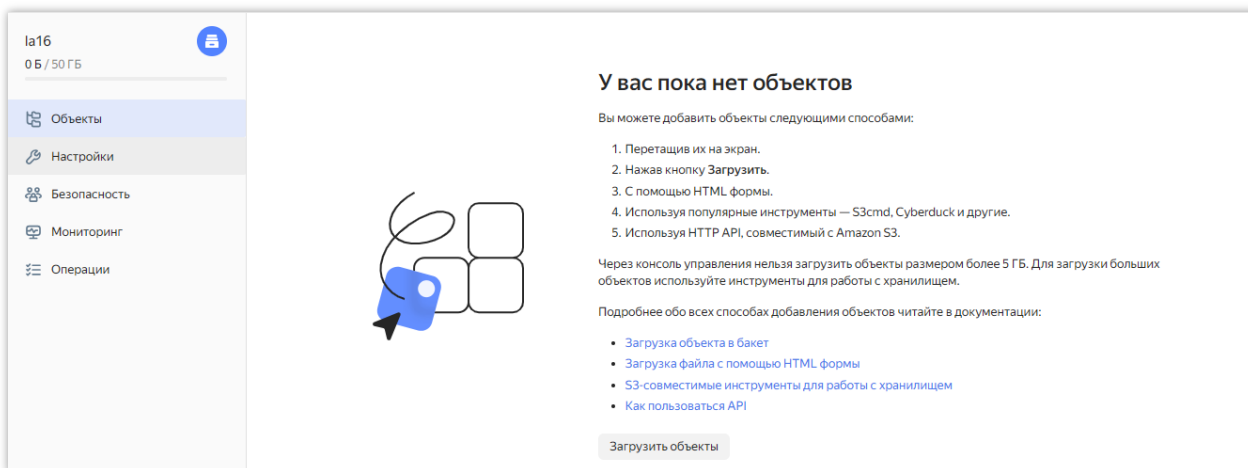 la16
0 Б / 50 ГБ
Объекты
Настройки
Безопасность
Мониторинг
Операции
У вас пока нет объектов
Вы можете добавить объекты следующими способами:
1. Перетащив их на экран.
2. Нажав кнопку Загрузить.
3. С помощью HTML формы.
4. Используя популярные инструменты — S3cmd, Cyberduck и другие.
5. Используя HTTP API, совместимый с Amazon S3.
Через консоль управления нельзя загрузить объекты размером более 5 ГБ. Для загрузки больших
объектов используйте инструменты для работы с хранилищем.
Подробнее обо всех способах добавления объектов читайте в документации:
• Загрузка объекта в бакет
• Загрузка файла с помощью HTML формы
• S3-совместимые инструменты для работы с хранилищем
• Как пользоваться API
Загрузить объекты